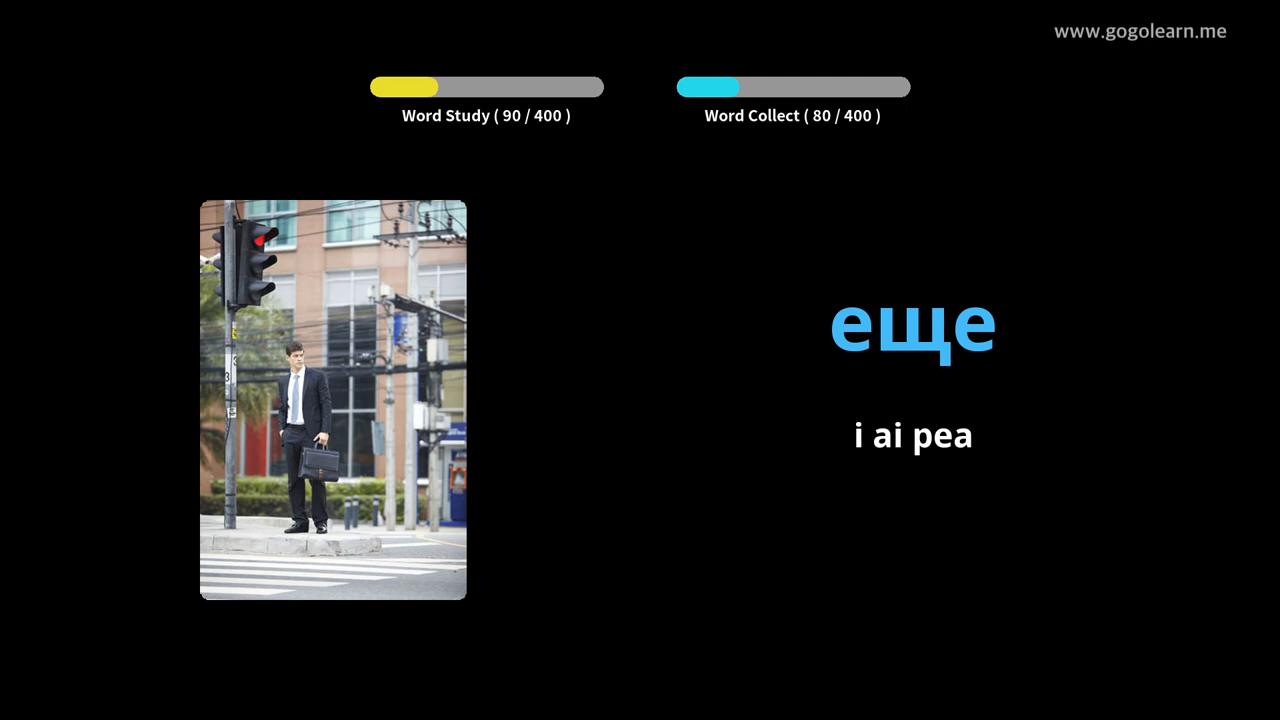 www.gogolearn.me
Word Study ( 90 / 400 )
Word Collect ( 80 / 400 )
еще
i ai pea